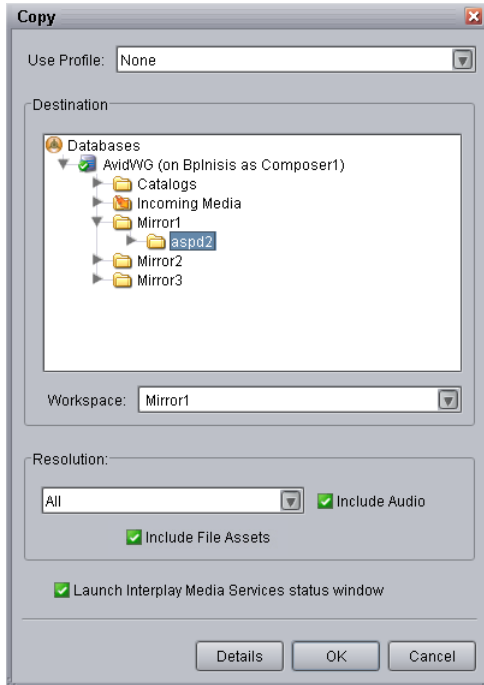 Copy
Use Profile: None
Destination
Databases
AvidWG (on BpInisis as Composer1)
Catalogs
Incoming Media
Mirror1
aspd2
Mirror2
Mirror3
Workspace: Mirror1
Resolution:
All Include Audio
Include File Assets
Launch Interplay Media Services status window
Details OK Cancel